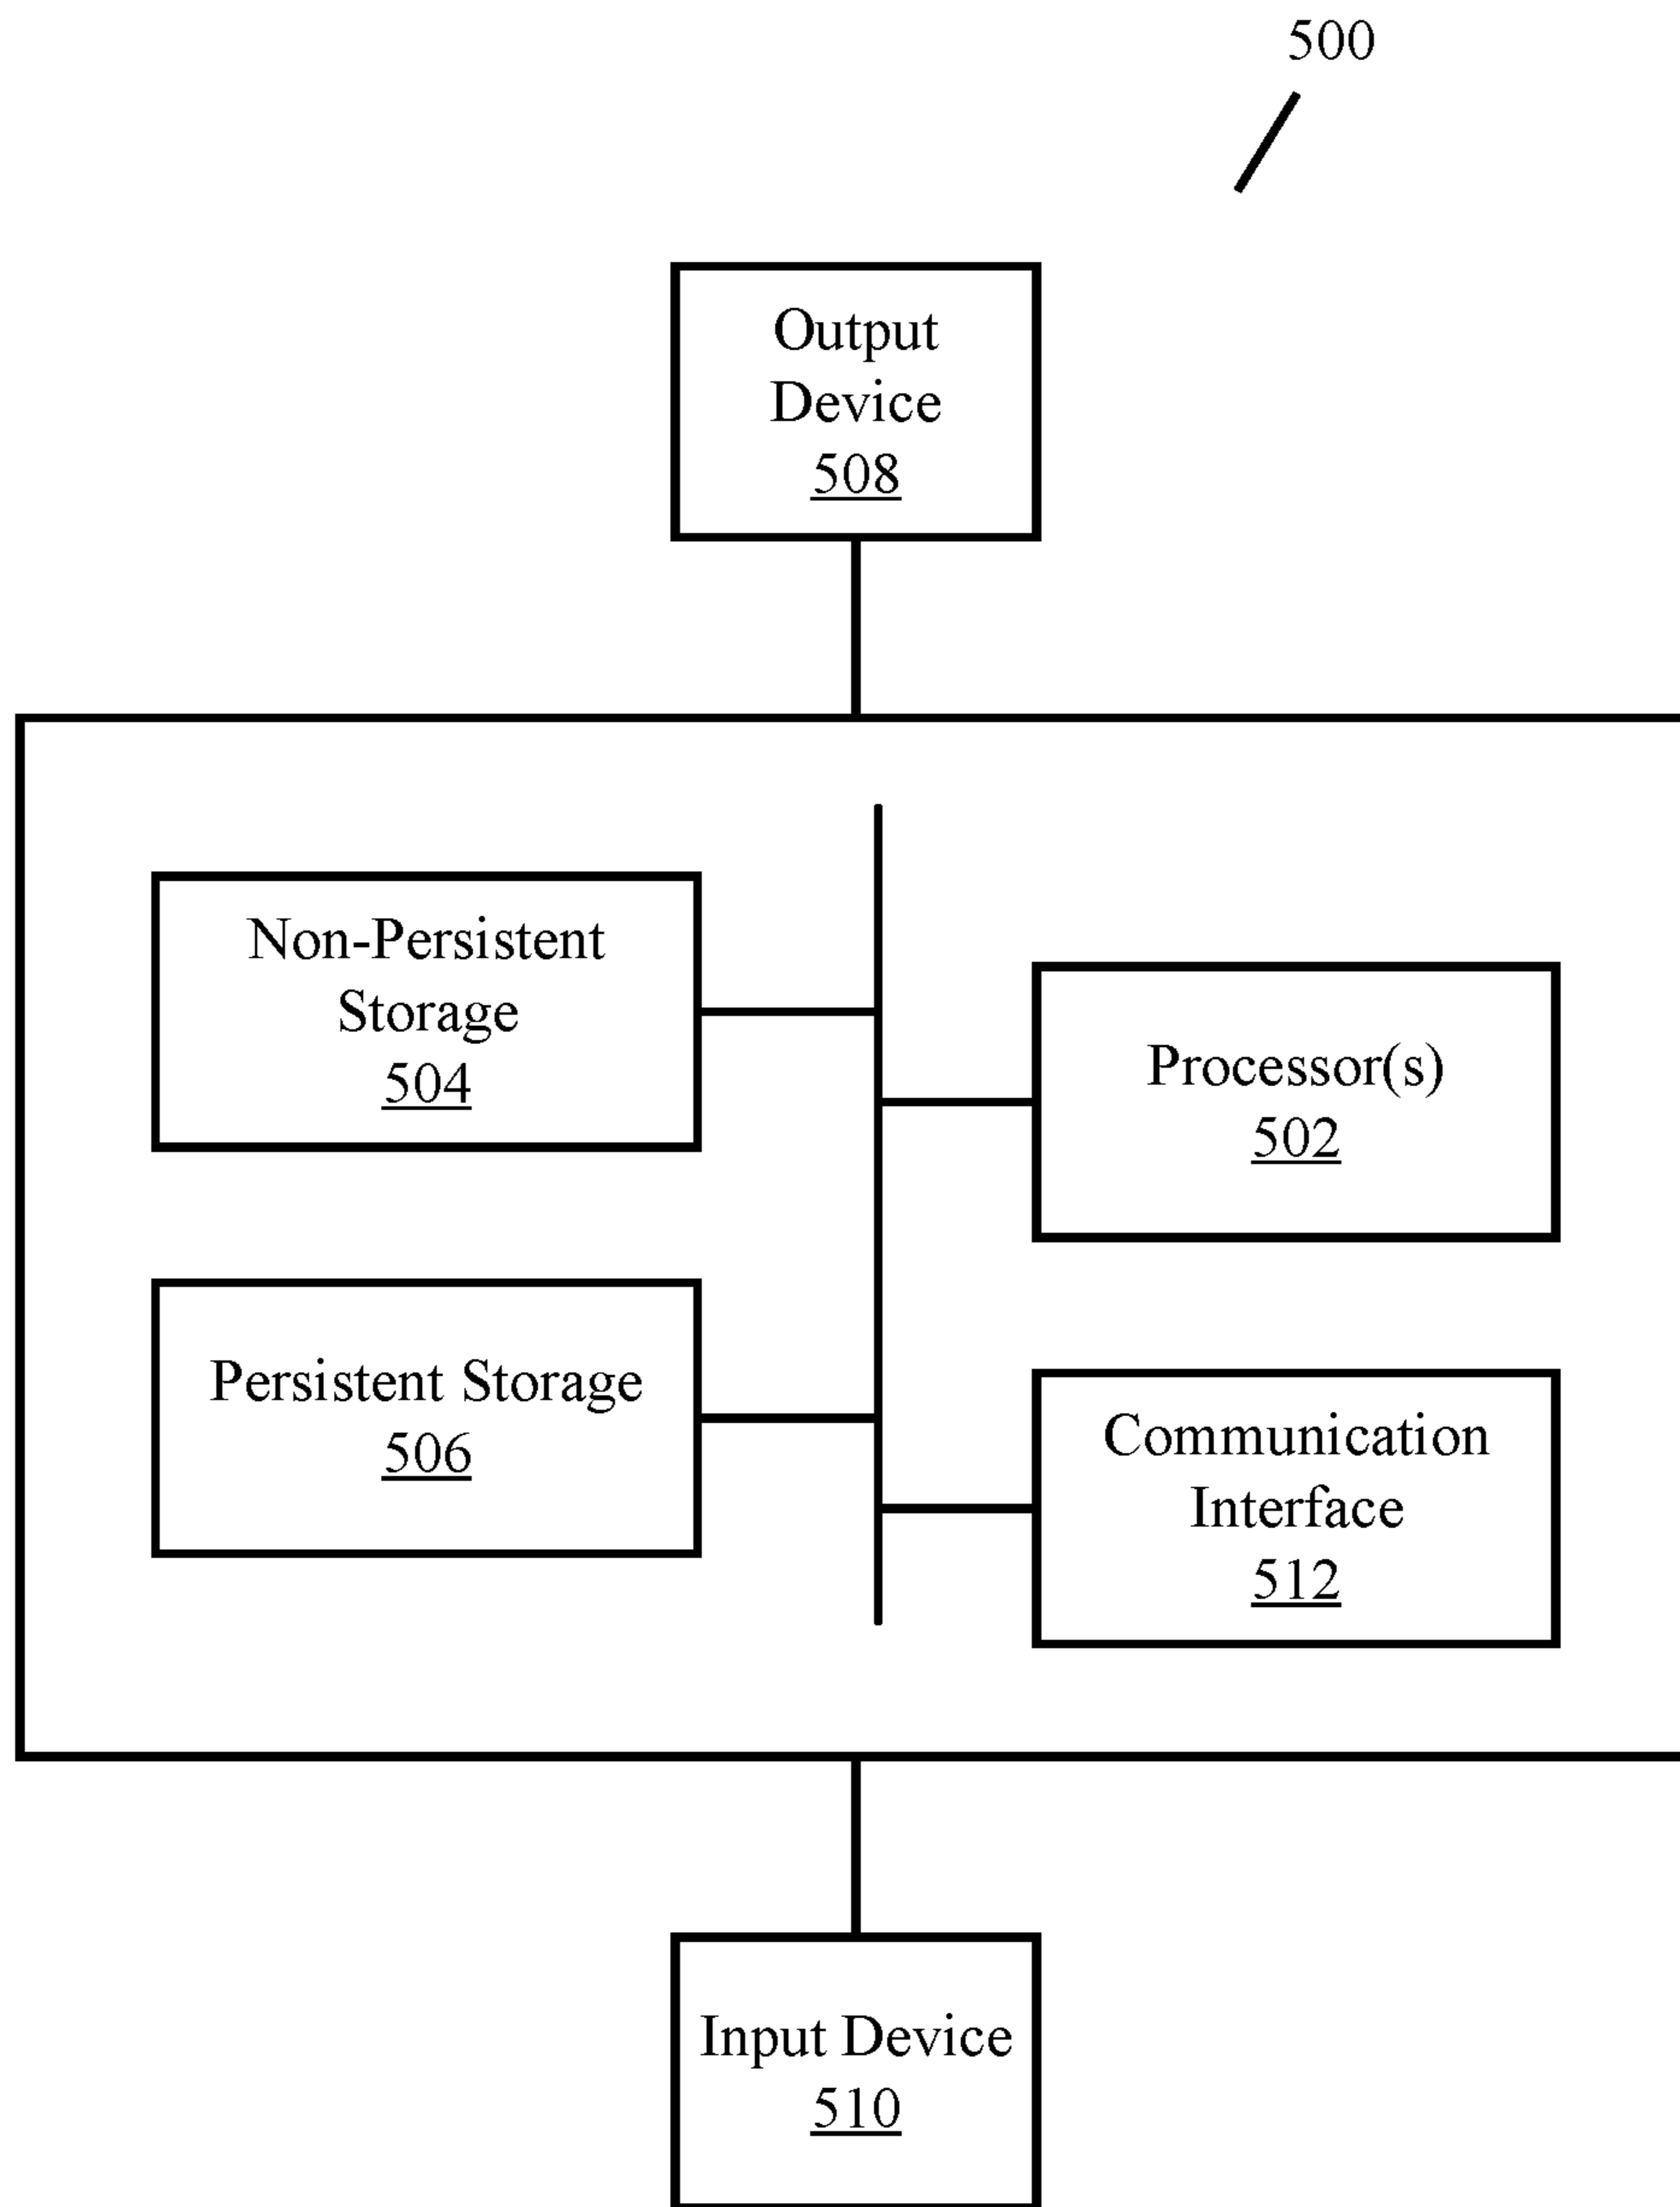 500
Output
Device
508
Non-Persistent
Storage
504
Processor(s)
502
Persistent Storage
506
Communication
Interface
512
Input Device
510